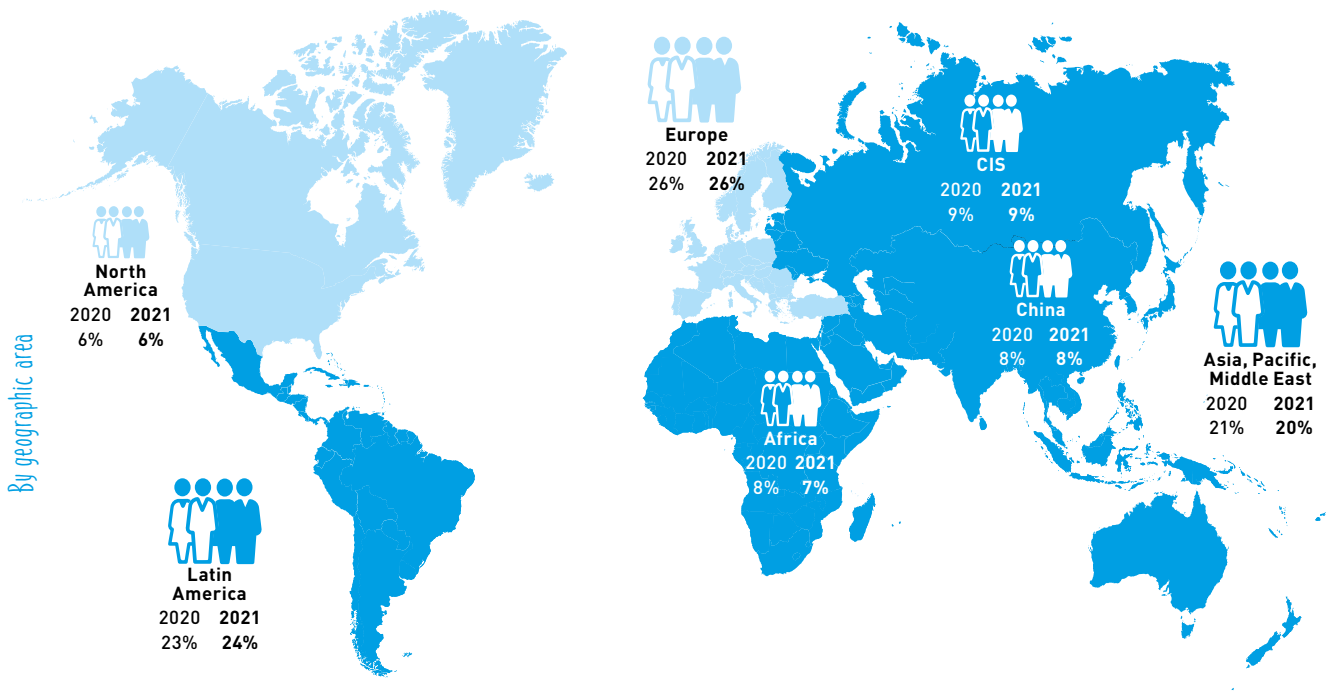 By geographic area
North
America
2020 2021
6% 6%
Latin
America
2020 2021
23% 24%
Europe
2020 2021
26% 26%
Africa
2020 2021
8% 7%
CIS
2020 2021
9% 9%
China
2020 2021
8% 8%
Asia, Pacific,
Middle East
2020 2021
21% 20%